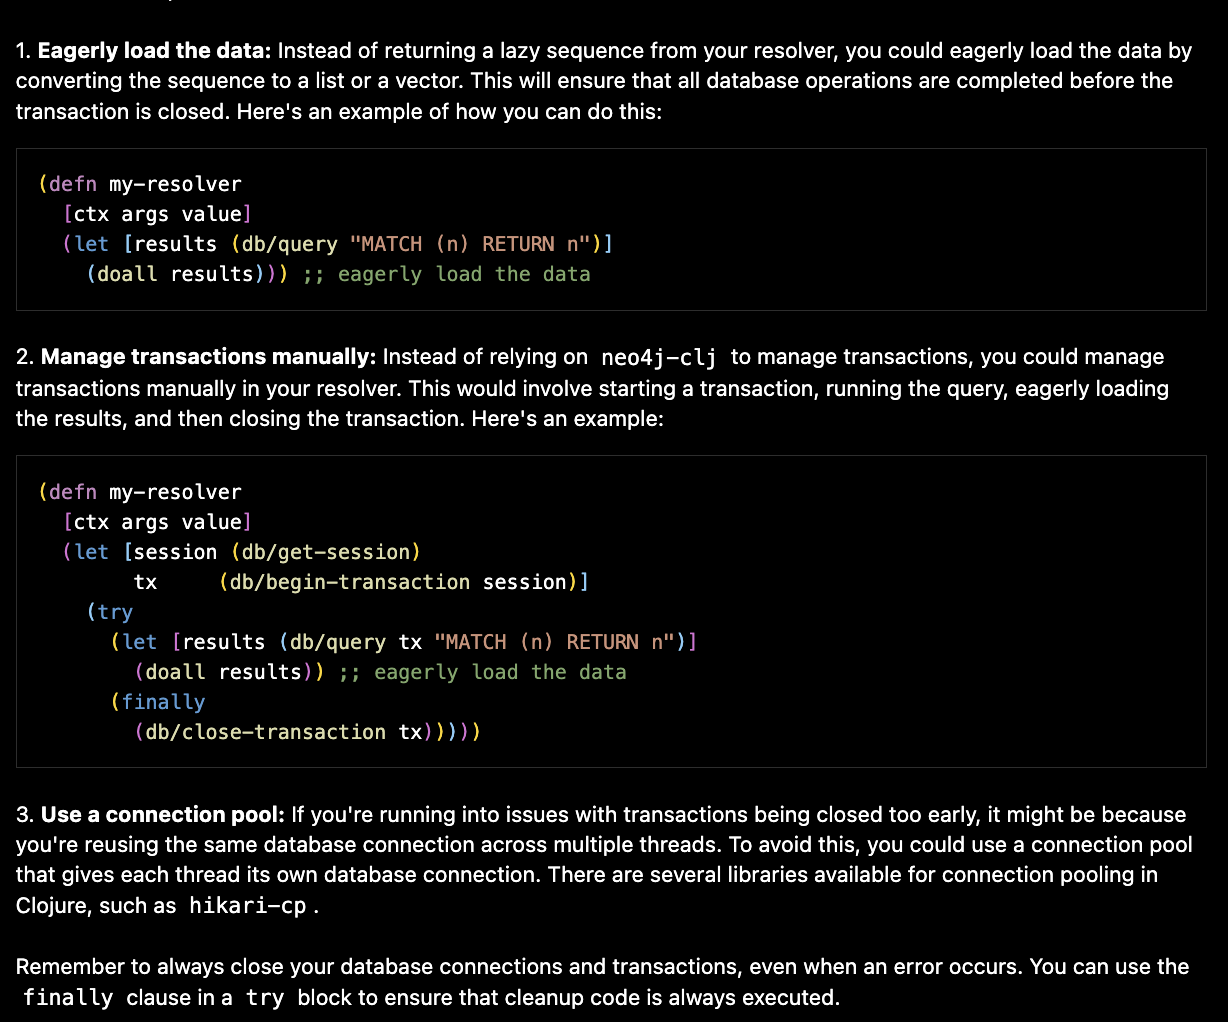 1. Eagerly load the data: Instead of returning a lazy sequence from your resolver, you could eagerly load the data by
converting the sequence to a list or a vector. This will ensure that all database operations are completed before the
transaction is closed. Here's an example of how you can do this:
(defn my-resolver
  [ctx args value]
  (let [results (db/query "MATCH (n) RETURN n")]
    (doall results))) ;; eagerly load the data
2. Manage transactions manually: Instead of relying on neo4j-clj to manage transactions, you could manage
transactions manually in your resolver. This would involve starting a transaction, running the query, eagerly loading
the results, and then closing the transaction. Here's an example:
(defn my-resolver
  [ctx args value]
  (let [session (db/get-session)
        tx     (db/begin-transaction session)]
    (try
      (let [results (db/query tx "MATCH (n) RETURN n")]
        (doall results)) ;; eagerly load the data
      (finally
        (db/close-transaction tx)))))
3. Use a connection pool: If you're running into issues with transactions being closed too early, it might be because
you're reusing the same database connection across multiple threads. To avoid this, you could use a connection pool
that gives each thread its own database connection. There are several libraries available for connection pooling in
Clojure, such as hikari-cp.
Remember to always close your database connections and transactions, even when an error occurs. You can use the
finally clause in a try block to ensure that cleanup code is always executed.